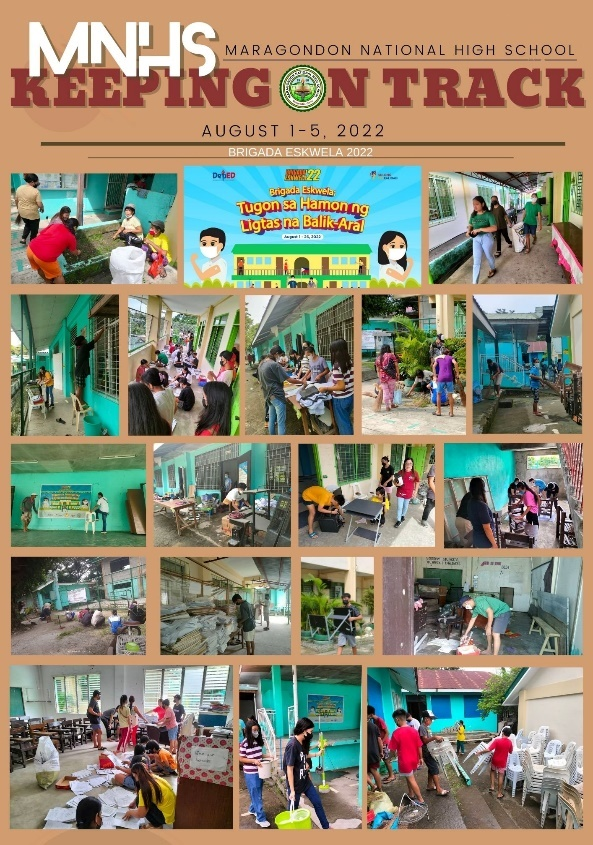 MNHS
MARAGONDON NATIONAL HIGH SCHOOL
KEEPING ON TRACK
AUGUST 1-5, 2022
BRIGADA ESKWELA 2022
DepED
22
Brigada Eskwela:
Tugon sa Hamon ng
Ligtas na Balik-Aral